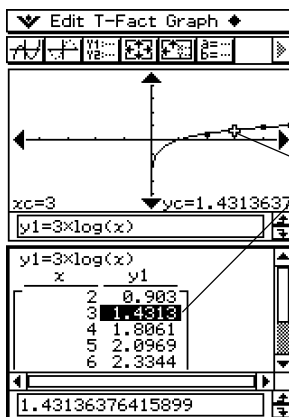 Edit T-Fact Graph
xc=3 yc=1.4313637
y1=3×log(x)
y1=3×log(x)
x y1
2 0.903
3 1.4313
4 1.8061
5 2.0969
6 2.3344
1.43136376415899